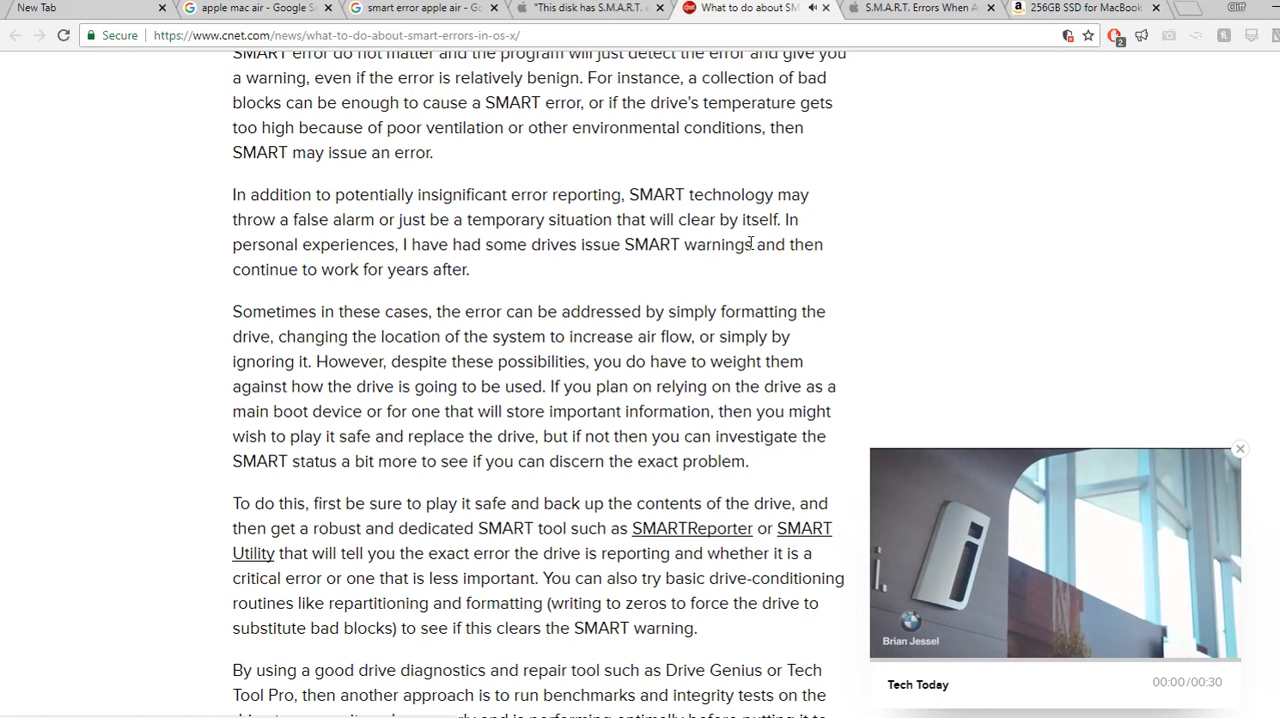 New Tab
apple mac air - Google S
smart error apple air - Go
"This disk has S.M.A.R.T. e
What to do about SM
S.M.A.R.T. Errors When A
256GB SSD for MacBook
Cliff
Secure
https://www.cnet.com/news/what-to-do-about-smart-errors-in-os-x/
2
SMART error do not matter and the program will just detect the error and give you
a warning, even if the error is relatively benign. For instance, a collection of bad
blocks can be enough to cause a SMART error, or if the drive's temperature gets
too high because of poor ventilation or other environmental conditions, then
SMART may issue an error.
In addition to potentially insignificant error reporting, SMART technology may
throw a false alarm or just be a temporary situation that will clear by itself. In
personal experiences, I have had some drives issue SMART warnings and then
continue to work for years after.
Sometimes in these cases, the error can be addressed by simply formatting the
drive, changing the location of the system to increase air flow, or simply by
ignoring it. However, despite these possibilities, you do have to weight them
against how the drive is going to be used. If you plan on relying on the drive as a
main boot device or for one that will store important information, then you might
wish to play it safe and replace the drive, but if not then you can investigate the
SMART status a bit more to see if you can discern the exact problem.
To do this, first be sure to play it safe and back up the contents of the drive, and
then get a robust and dedicated SMART tool such as SMARTReporter or SMART
Utility that will tell you the exact error the drive is reporting and whether it is a
critical error or one that is less important. You can also try basic drive-conditioning
routines like repartitioning and formatting (writing to zeros to force the drive to
substitute bad blocks) to see if this clears the SMART warning.
By using a good drive diagnostics and repair tool such as Drive Genius or Tech
Tool Pro, then another approach is to run benchmarks and integrity tests on the
Brian Jessel
Tech Today
00:00/00:30